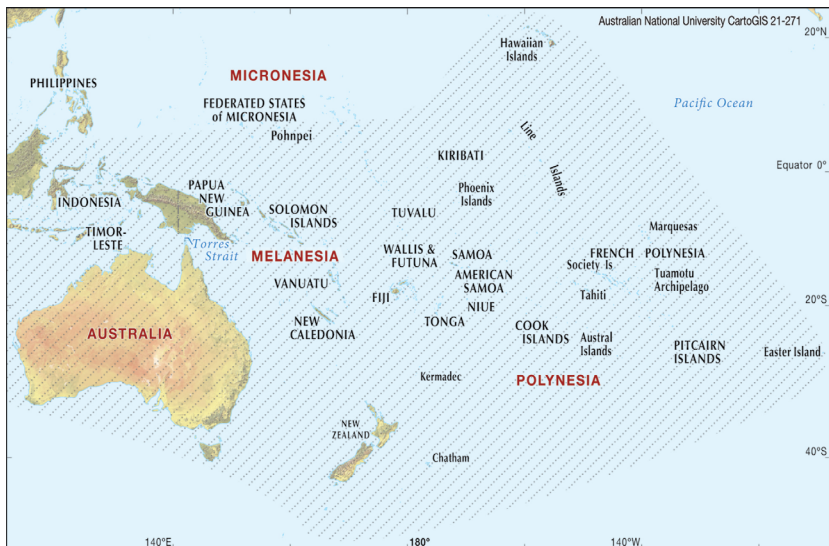 Australian National University CartoGIS 21-271
20°N
Hawaiian
Islands
PHILIPPINES
MICRONESIA
FEDERATED STATES
of MICRONESIA
Pohnpei
Pacific Ocean
Line
Islands
KIRIBATI
Equator 0°
Phoenix
Islands
PAPUA
NEW
GUINEA
INDONESIA
SOLOMON
ISLANDS
TUVALU
TIMOR-
LESTE
Torres
Strait
MELANESIA
WALLIS &
FUTUNA
SAMOA
AMERICAN
SAMOA
Marquesas
FRENCH POLYNESIA
Society Is
Tuamotu
Archipelago
VANUATU
FIJI
NIUE
Tahiti
20°S
AUSTRALIA
NEW
CALEDONIA
TONGA
COOK
ISLANDS
Austral
Islands
PITCAIRN
ISLANDS
Easter Island
Kermadec
POLYNESIA
NEW
ZEALAND
Chatham
40°S
140°E
180°
140°W